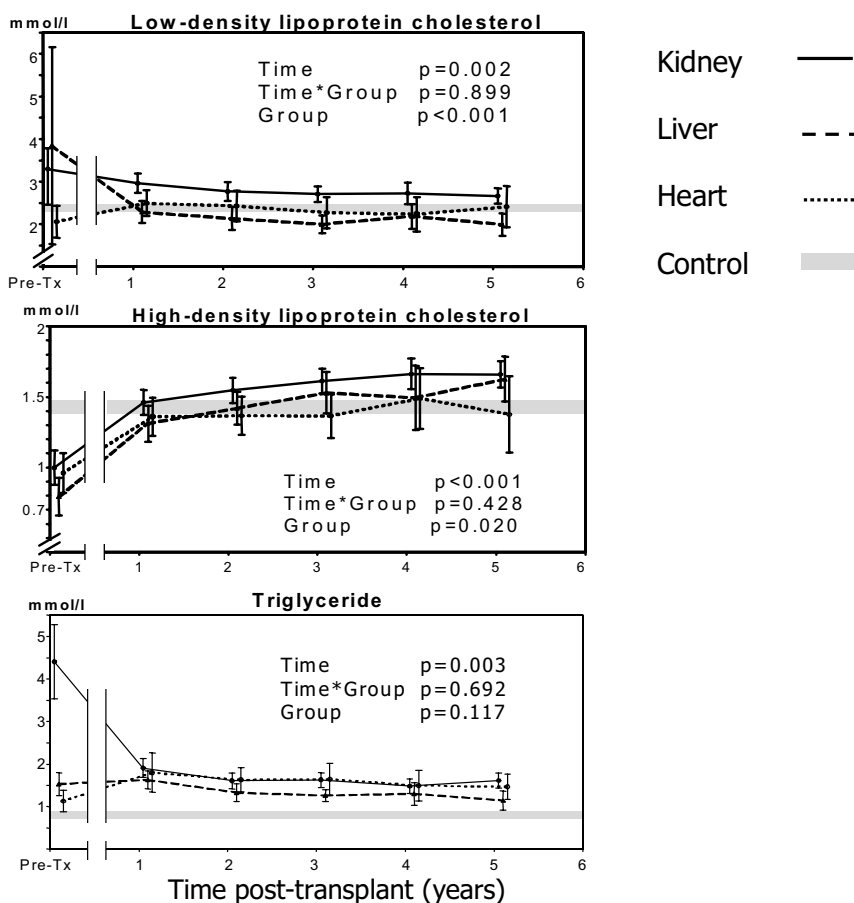 mmol/l
Low-density lipoprotein cholesterol
6
5
4
3
2
Time p=0.002
Time*Group p=0.899
Group p<0.001
Pre-Tx 1 2 3 4 5 6
Kidney
Liver
Heart
Control
mmol/l
High-density lipoprotein cholesterol
2
1.5
1
0.7
Time p<0.001
Time*Group p=0.428
Group p=0.020
Pre-Tx 1 2 3 4 5 6
mmol/l
Triglyceride
5
4
3
2
1
Time p=0.003
Time*Group p=0.692
Group p=0.117
Pre-Tx 1 2 3 4 5 6
Time post-transplant (years)